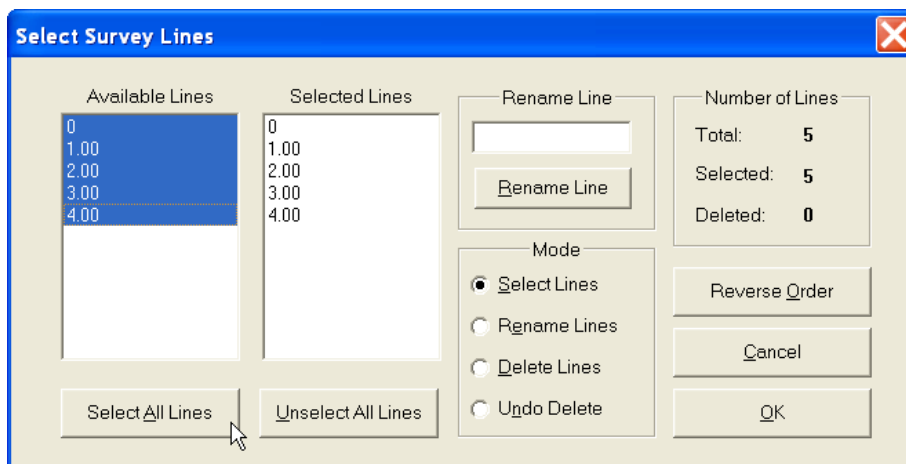 Select Survey Lines
Available Lines
0
1.00
2.00
3.00
4.00
Select All Lines
Selected Lines
0
1.00
2.00
3.00
4.00
Unselect All Lines
Rename Line
Rename Line
Mode
Select Lines
Rename Lines
Delete Lines
Undo Delete
Number of Lines
Total: 5
Selected: 5
Deleted: 0
Reverse Order
Cancel
OK